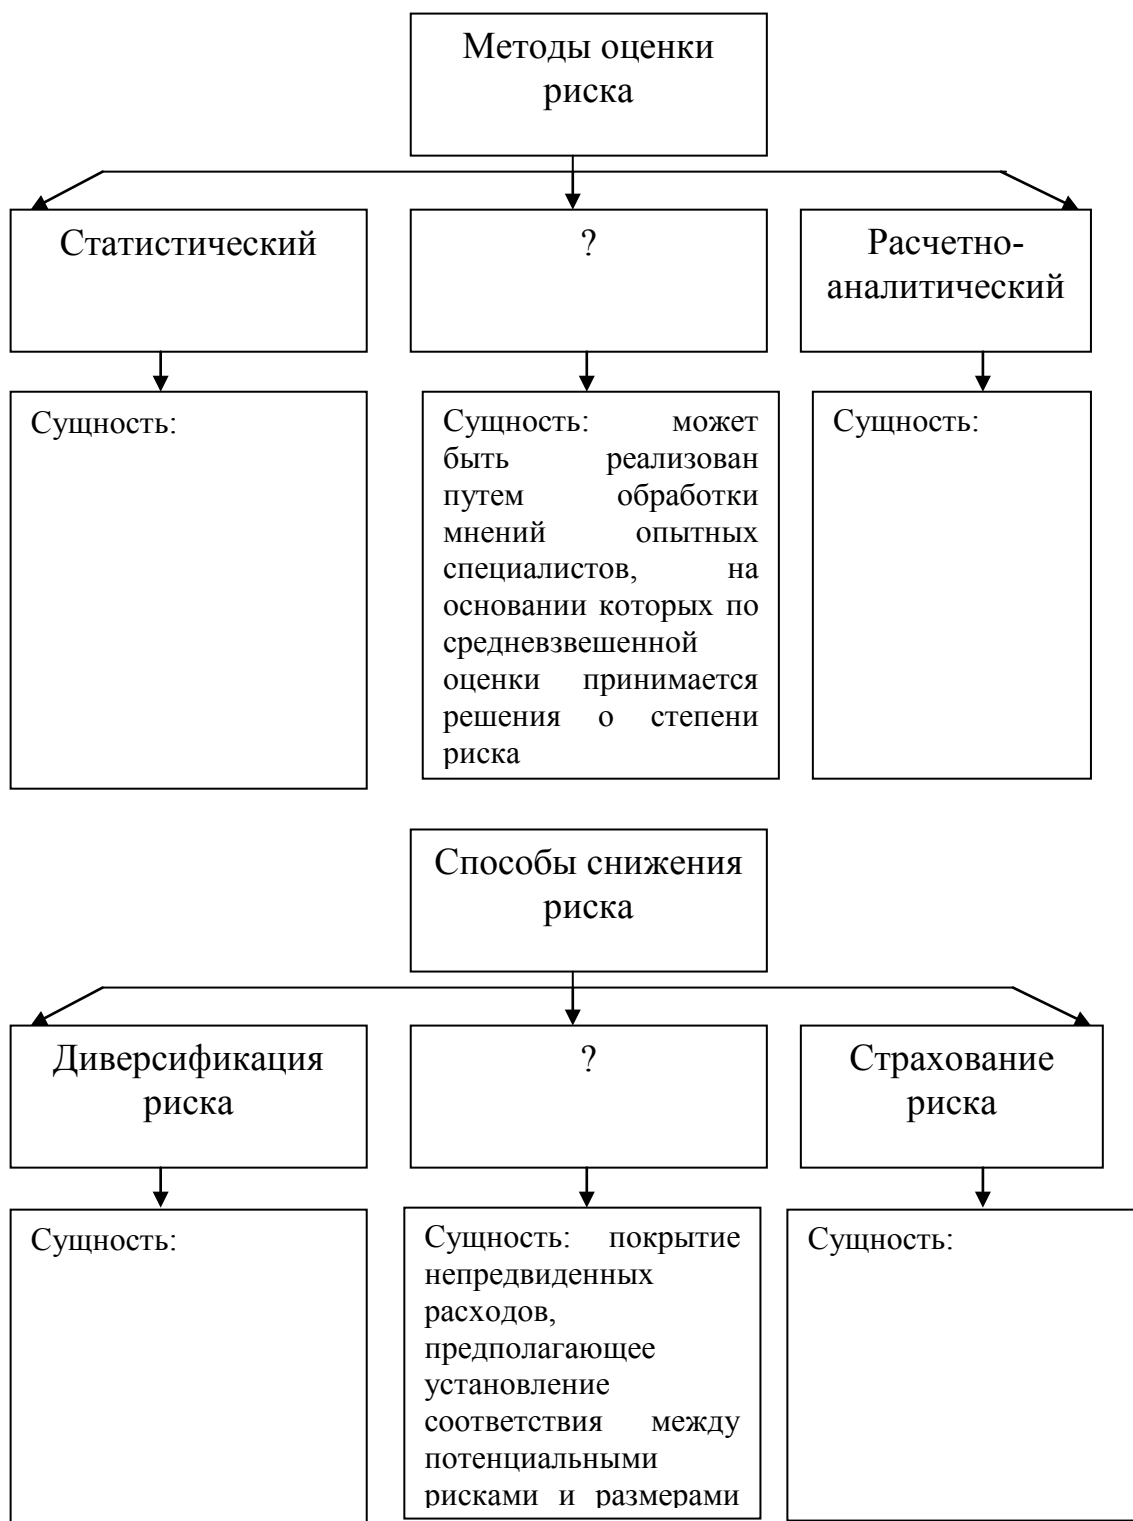 Методы оценки
риска
Статистический
?
Расчетно-
аналитический
Сущность:
Сущность: может
быть реализован
путем обработки
мнений опытных
специалистов, на
основании которых по
средневзвешенной
оценки принимается
решения о степени
риска
Сущность:
Способы снижения
риска
Диверсификация
риска
?
Страхование
риска
Сущность:
Сущность: покрытие
непредвиденных
расходов,
предполагающее
установление
соответствия между
потенциальными
рисками и размерами
Сущность: